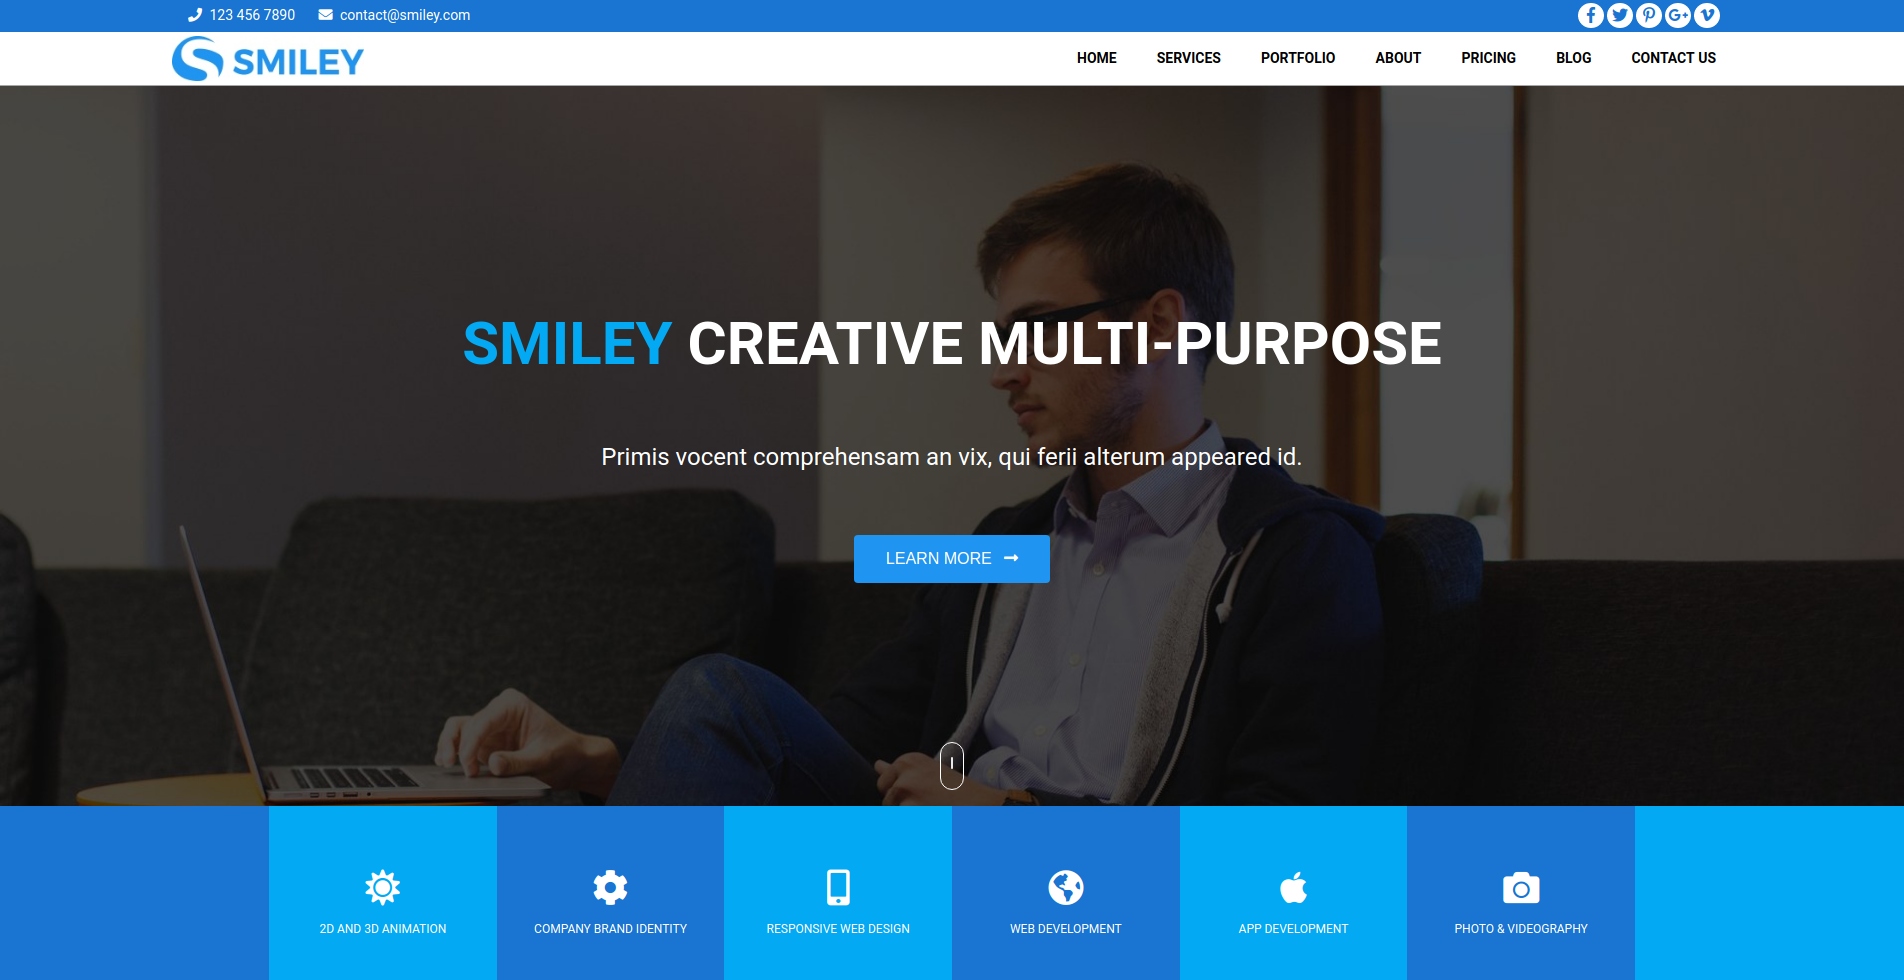 123 456 7890 contact@smiley.com
SMILEY
HOME SERVICES PORTFOLIO ABOUT PRICING BLOG CONTACT US
SMILEY CREATIVE MULTI-PURPOSE
Primis vocent comprehensam an vix, qui ferii alterum appeared id.
LEARN MORE
2D AND 3D ANIMATION COMPANY BRAND IDENTITY RESPONSIVE WEB DESIGN WEB DEVELOPMENT APP DEVELOPMENT PHOTO & VIDEOGRAPHY